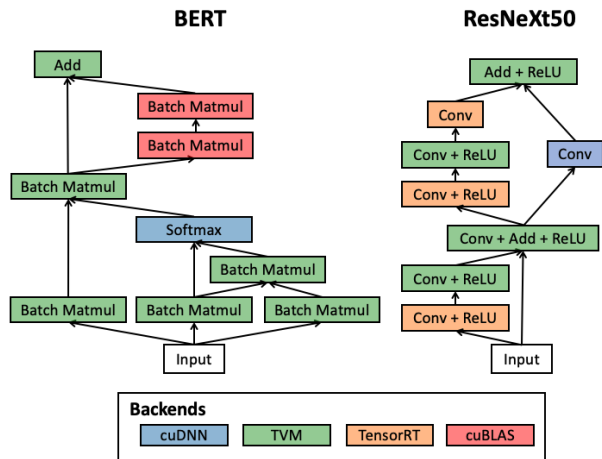 BERT
ResNeXt50
Add
Batch Matmul
Batch Matmul
Batch Matmul
Softmax
Batch Matmul
Batch Matmul
Batch Matmul
Batch Matmul
Input
Add + ReLU
Conv
Conv + ReLU
Conv
Conv + ReLU
Conv + Add + ReLU
Conv + ReLU
Conv + ReLU
Input
Backends
cuDNN
TVM
TensorRT
cuBLAS